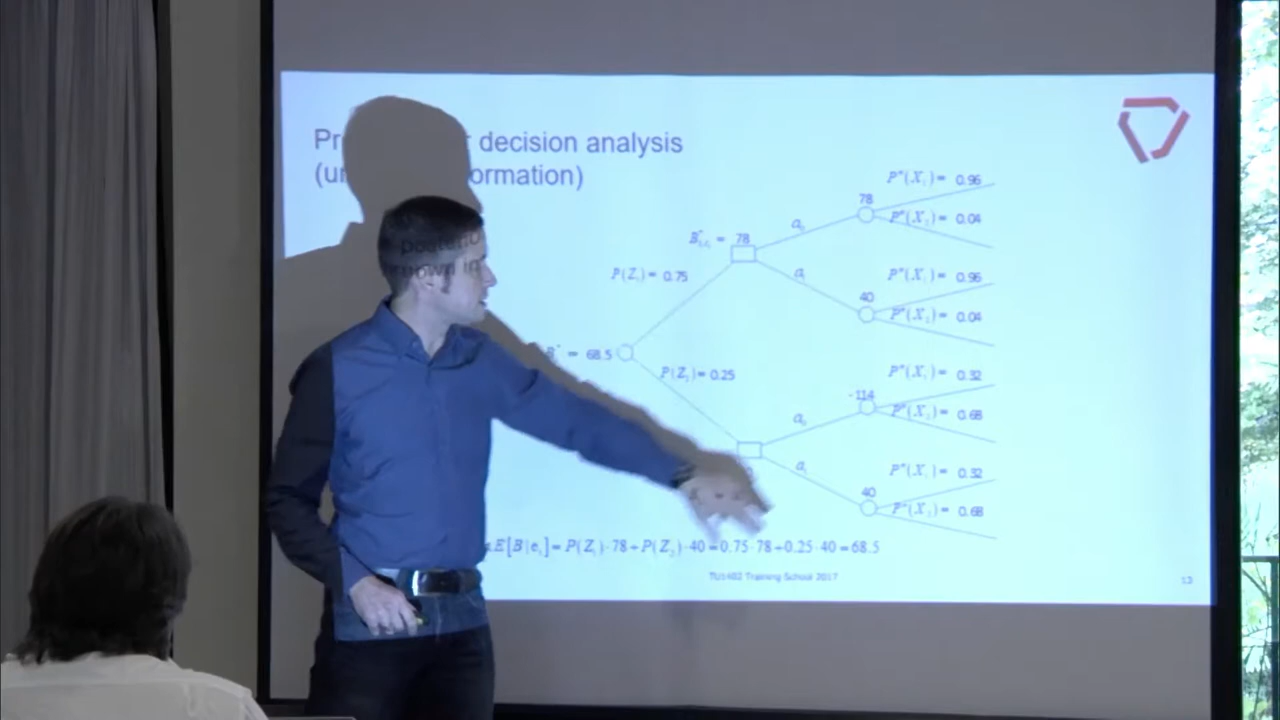 decision analysis
78
P"(X₁) = 0.96
P"(X₂) = 0.04
a₀
= 78
P(Z₁) = 0.75
a₁
40
P"(X₁) = 0.96
P"(X₂) = 0.04
= 68.5
P(Z₂) = 0.25
-114
P"(X₁) = 0.32
P"(X₂) = 0.68
a₀
a₁
40
P"(X₁) = 0.32
P"(X₂) = 0.68
E[B|e₁] = P(Z₁)·78 + P(Z₂)·40 = 0.75·78 + 0.25·40 = 68.5
TU1402 Training School 2017
13